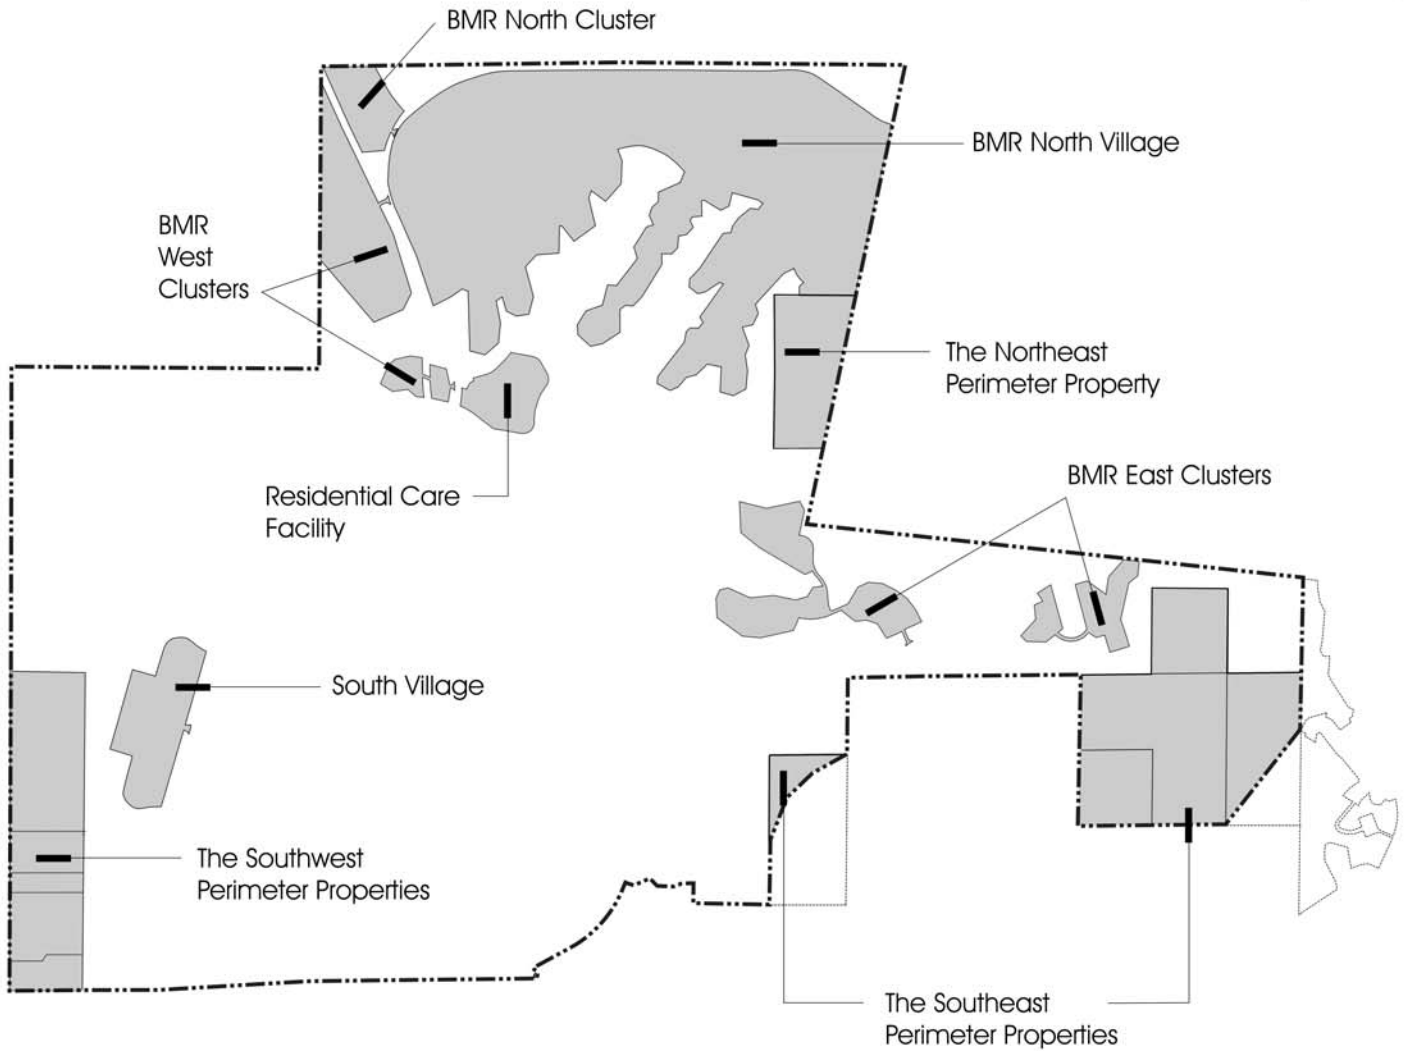 BMR North Cluster
BMR North Village
BMR
West
Clusters
The Northeast
Perimeter Property
BMR East Clusters
Residential Care
Facility
South Village
The Southwest
Perimeter Properties
The Southeast
Perimeter Properties